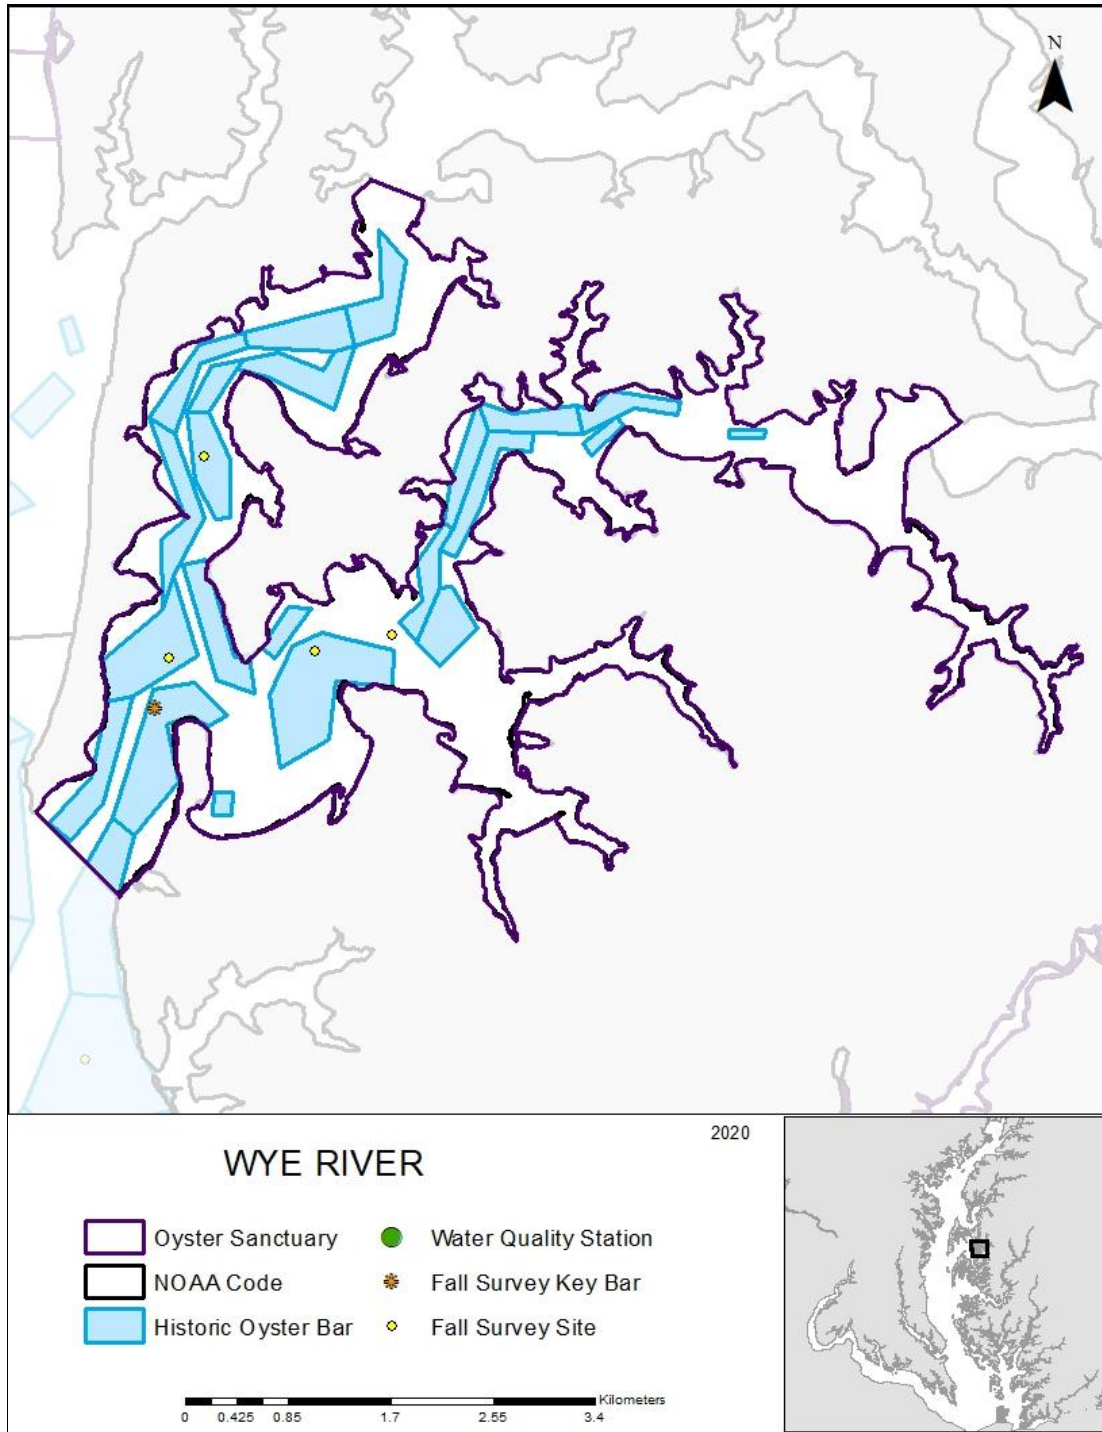 N
2020
WYE RIVER
Oyster Sanctuary
Water Quality Station
NOAA Code
Fall Survey Key Bar
Historic Oyster Bar
Fall Survey Site
Kilometers
0 0.425 0.85 1.7 2.55 3.4